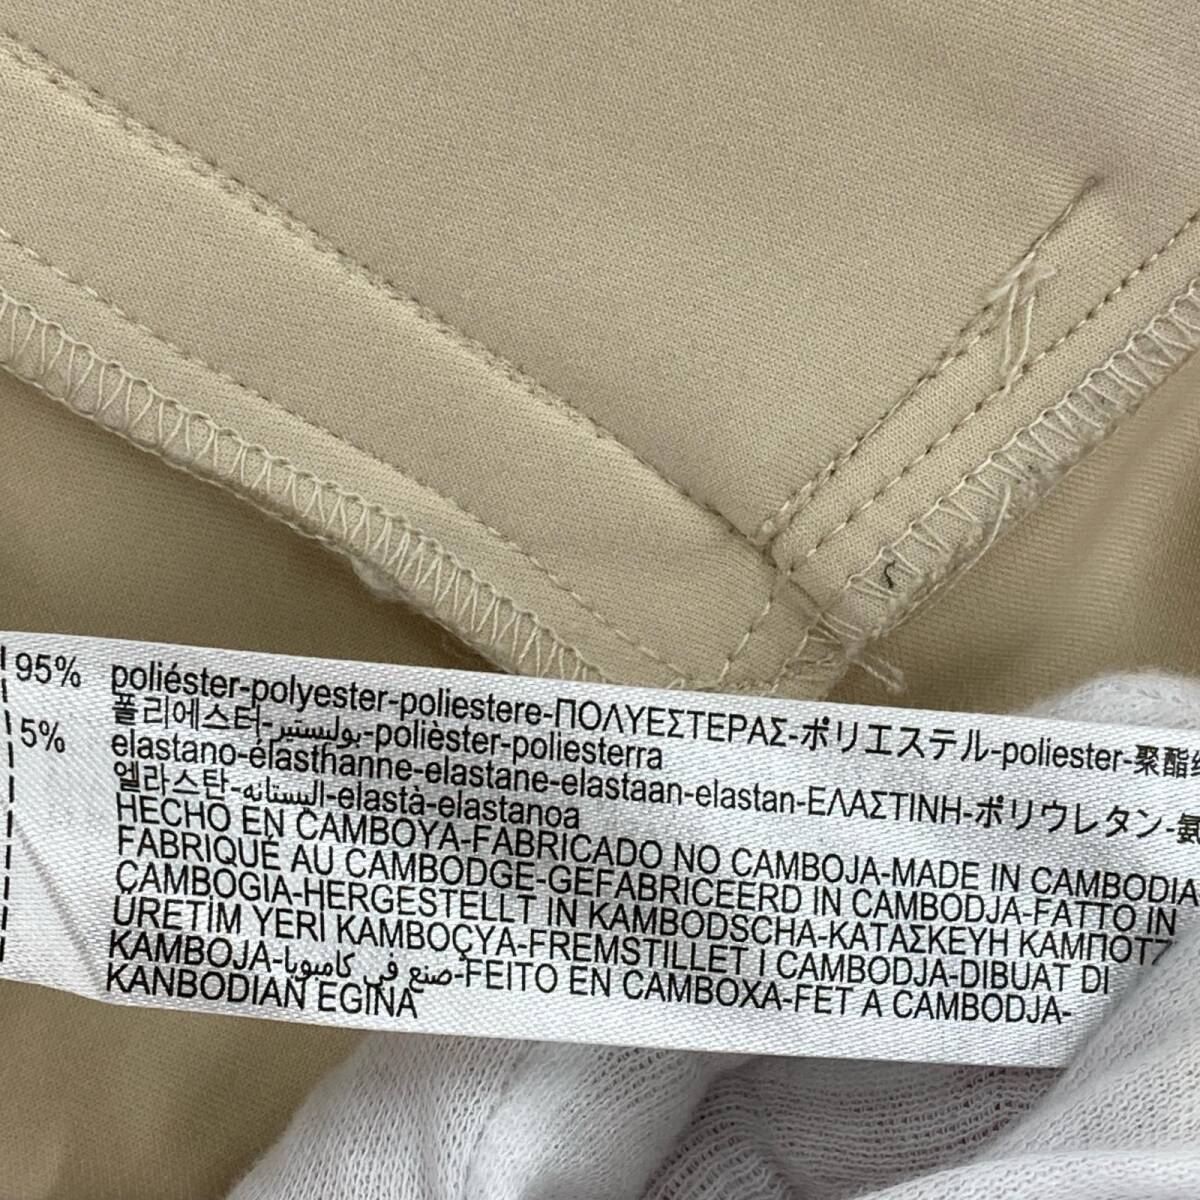 95% poliéster-polyester-poliestere-ΠΟΛΥΕΣΤΕΡΑΣ-ポリエステル-poliester-聚酯
폴리에스터-بوليستير-polièster-poliesterra
5% elastano-élasthanne-elastane-elastaan-elastan-ΕΛΑΣΤΙΝΗ-ポリウレタン-氨
엘라스탄-اليستانه-elastà-elastanoa
HECHO EN CAMBOYA-FABRICADO NO CAMBOJA-MADE IN CAMBODIA
FABRIQUÉ AU CAMBODGE-GEFABRICEERD IN CAMBODJA-FATTO IN
CAMBOGIA-HERGESTELLT IN KAMBODSCHA-ΚΑΤΑΣΚΕΥΗ ΚΑΜΠΟΤΖ
ÜRETİM YERİ KAMBOÇYA-FREMSTILLET I CAMBODJA-DIBUAT DI
KAMBOJA-صنع في كامبوديا-FEITO EN CAMBOXA-FET A CAMBODJA-
KANBODIAN EGINA